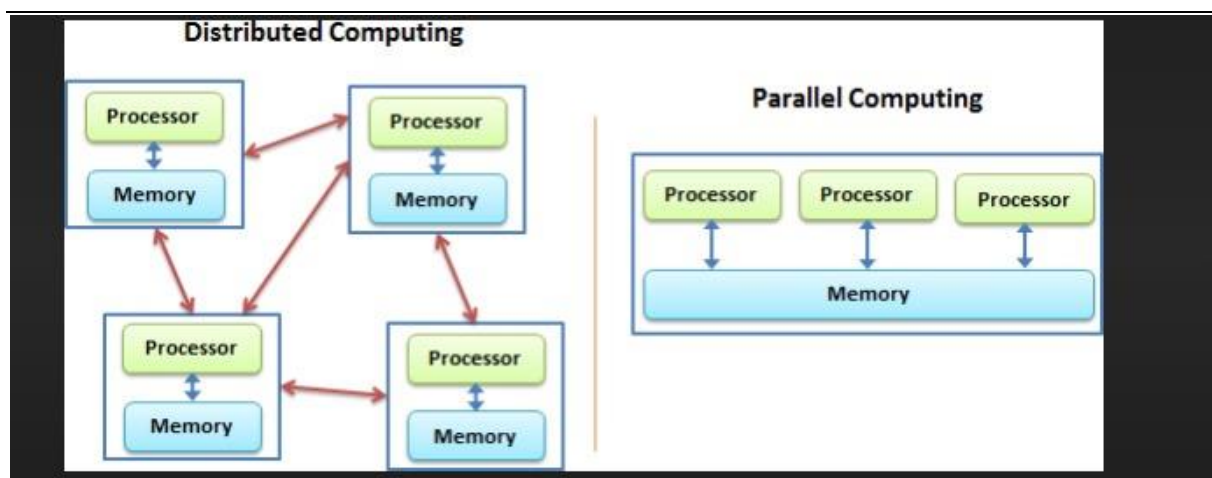 Distributed Computing
Processor
Memory
Processor
Memory
Processor
Memory
Processor
Memory
Parallel Computing
Processor Processor Processor
Memory